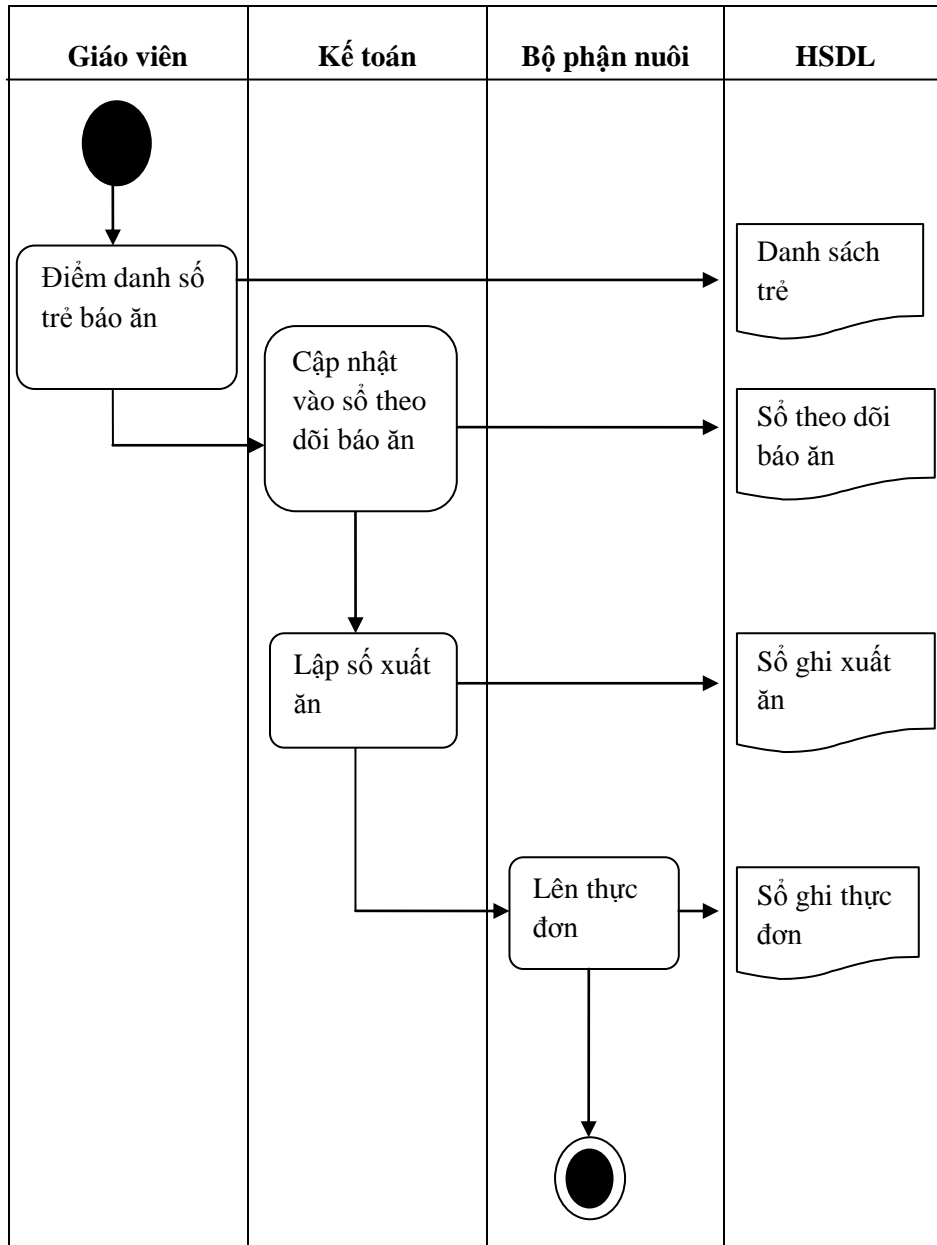 Giáo viên
Kế toán
Bộ phận nuôi
HSDL
Điểm danh số
trẻ báo ăn
Danh sách
trẻ
Cập nhật
vào sổ theo
dõi báo ăn
Sổ theo dõi
báo ăn
Lập số xuất
ăn
Sổ ghi xuất
ăn
Lên thực
đơn
Sổ ghi thực
đơn